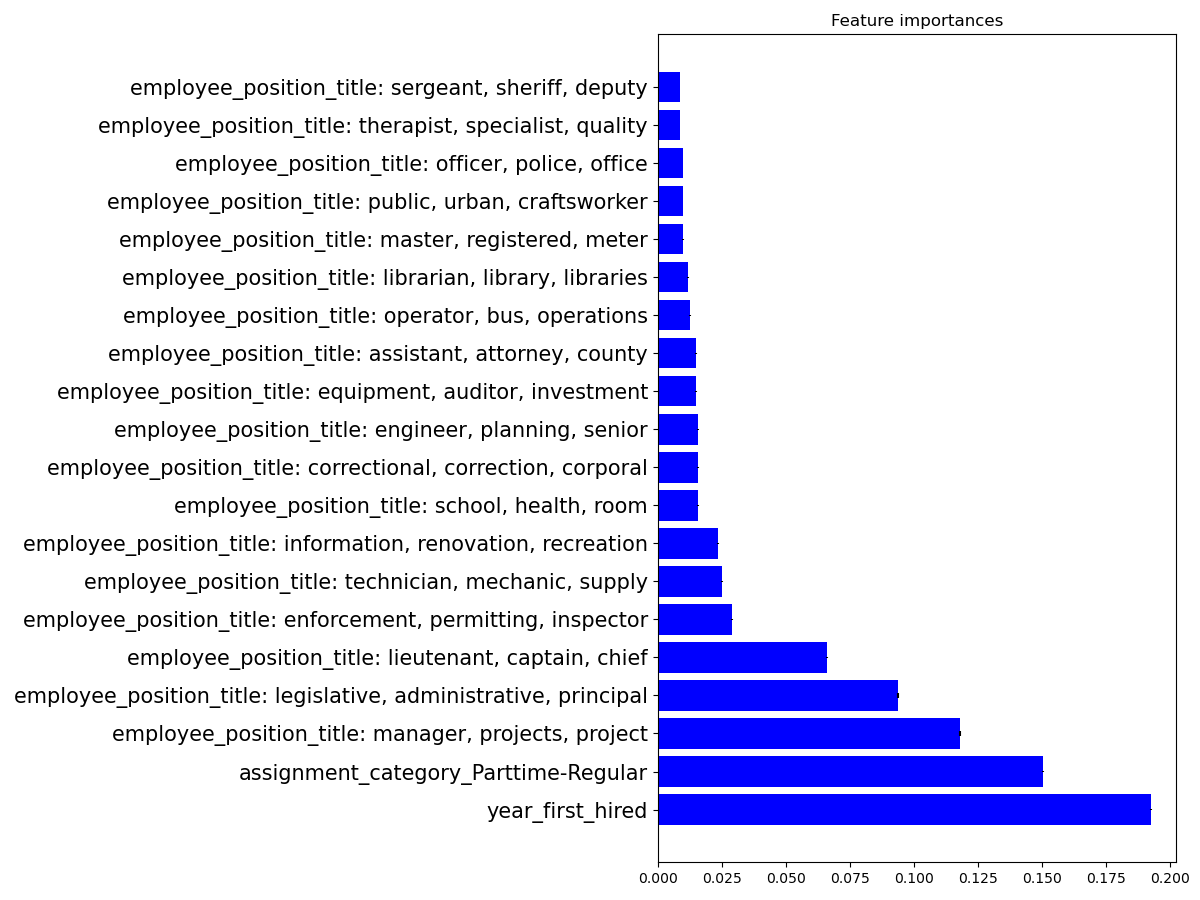 Feature importances
employee_position_title: sergeant, sheriff, deputy
employee_position_title: therapist, specialist, quality
employee_position_title: officer, police, office
employee_position_title: public, urban, craftsworker
employee_position_title: master, registered, meter
employee_position_title: librarian, library, libraries
employee_position_title: operator, bus, operations
employee_position_title: assistant, attorney, county
employee_position_title: equipment, auditor, investment
employee_position_title: engineer, planning, senior
employee_position_title: correctional, correction, corporal
employee_position_title: school, health, room
employee_position_title: information, renovation, recreation
employee_position_title: technician, mechanic, supply
employee_position_title: enforcement, permitting, inspector
employee_position_title: lieutenant, captain, chief
employee_position_title: legislative, administrative, principal
employee_position_title: manager, projects, project
assignment_category_Parttime-Regular
year_first_hired
0.000 0.025 0.050 0.075 0.100 0.125 0.150 0.175 0.200